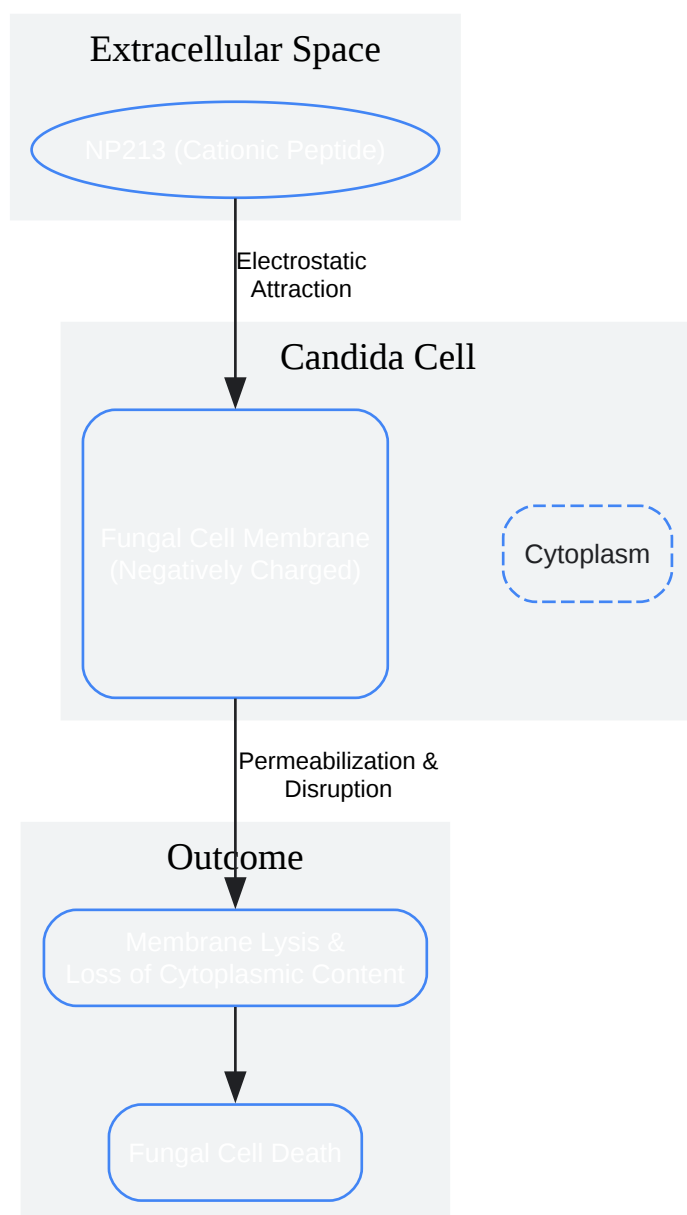 Extracellular Space
NP213 (Cationic Peptide)
Electrostatic
Attraction
Candida Cell
Fungal Cell Membrane
(Negatively Charged)
Cytoplasm
Permeabilization &
Disruption
Outcome
Membrane Lysis &
Loss of Cytoplasmic Content
Fungal Cell Death